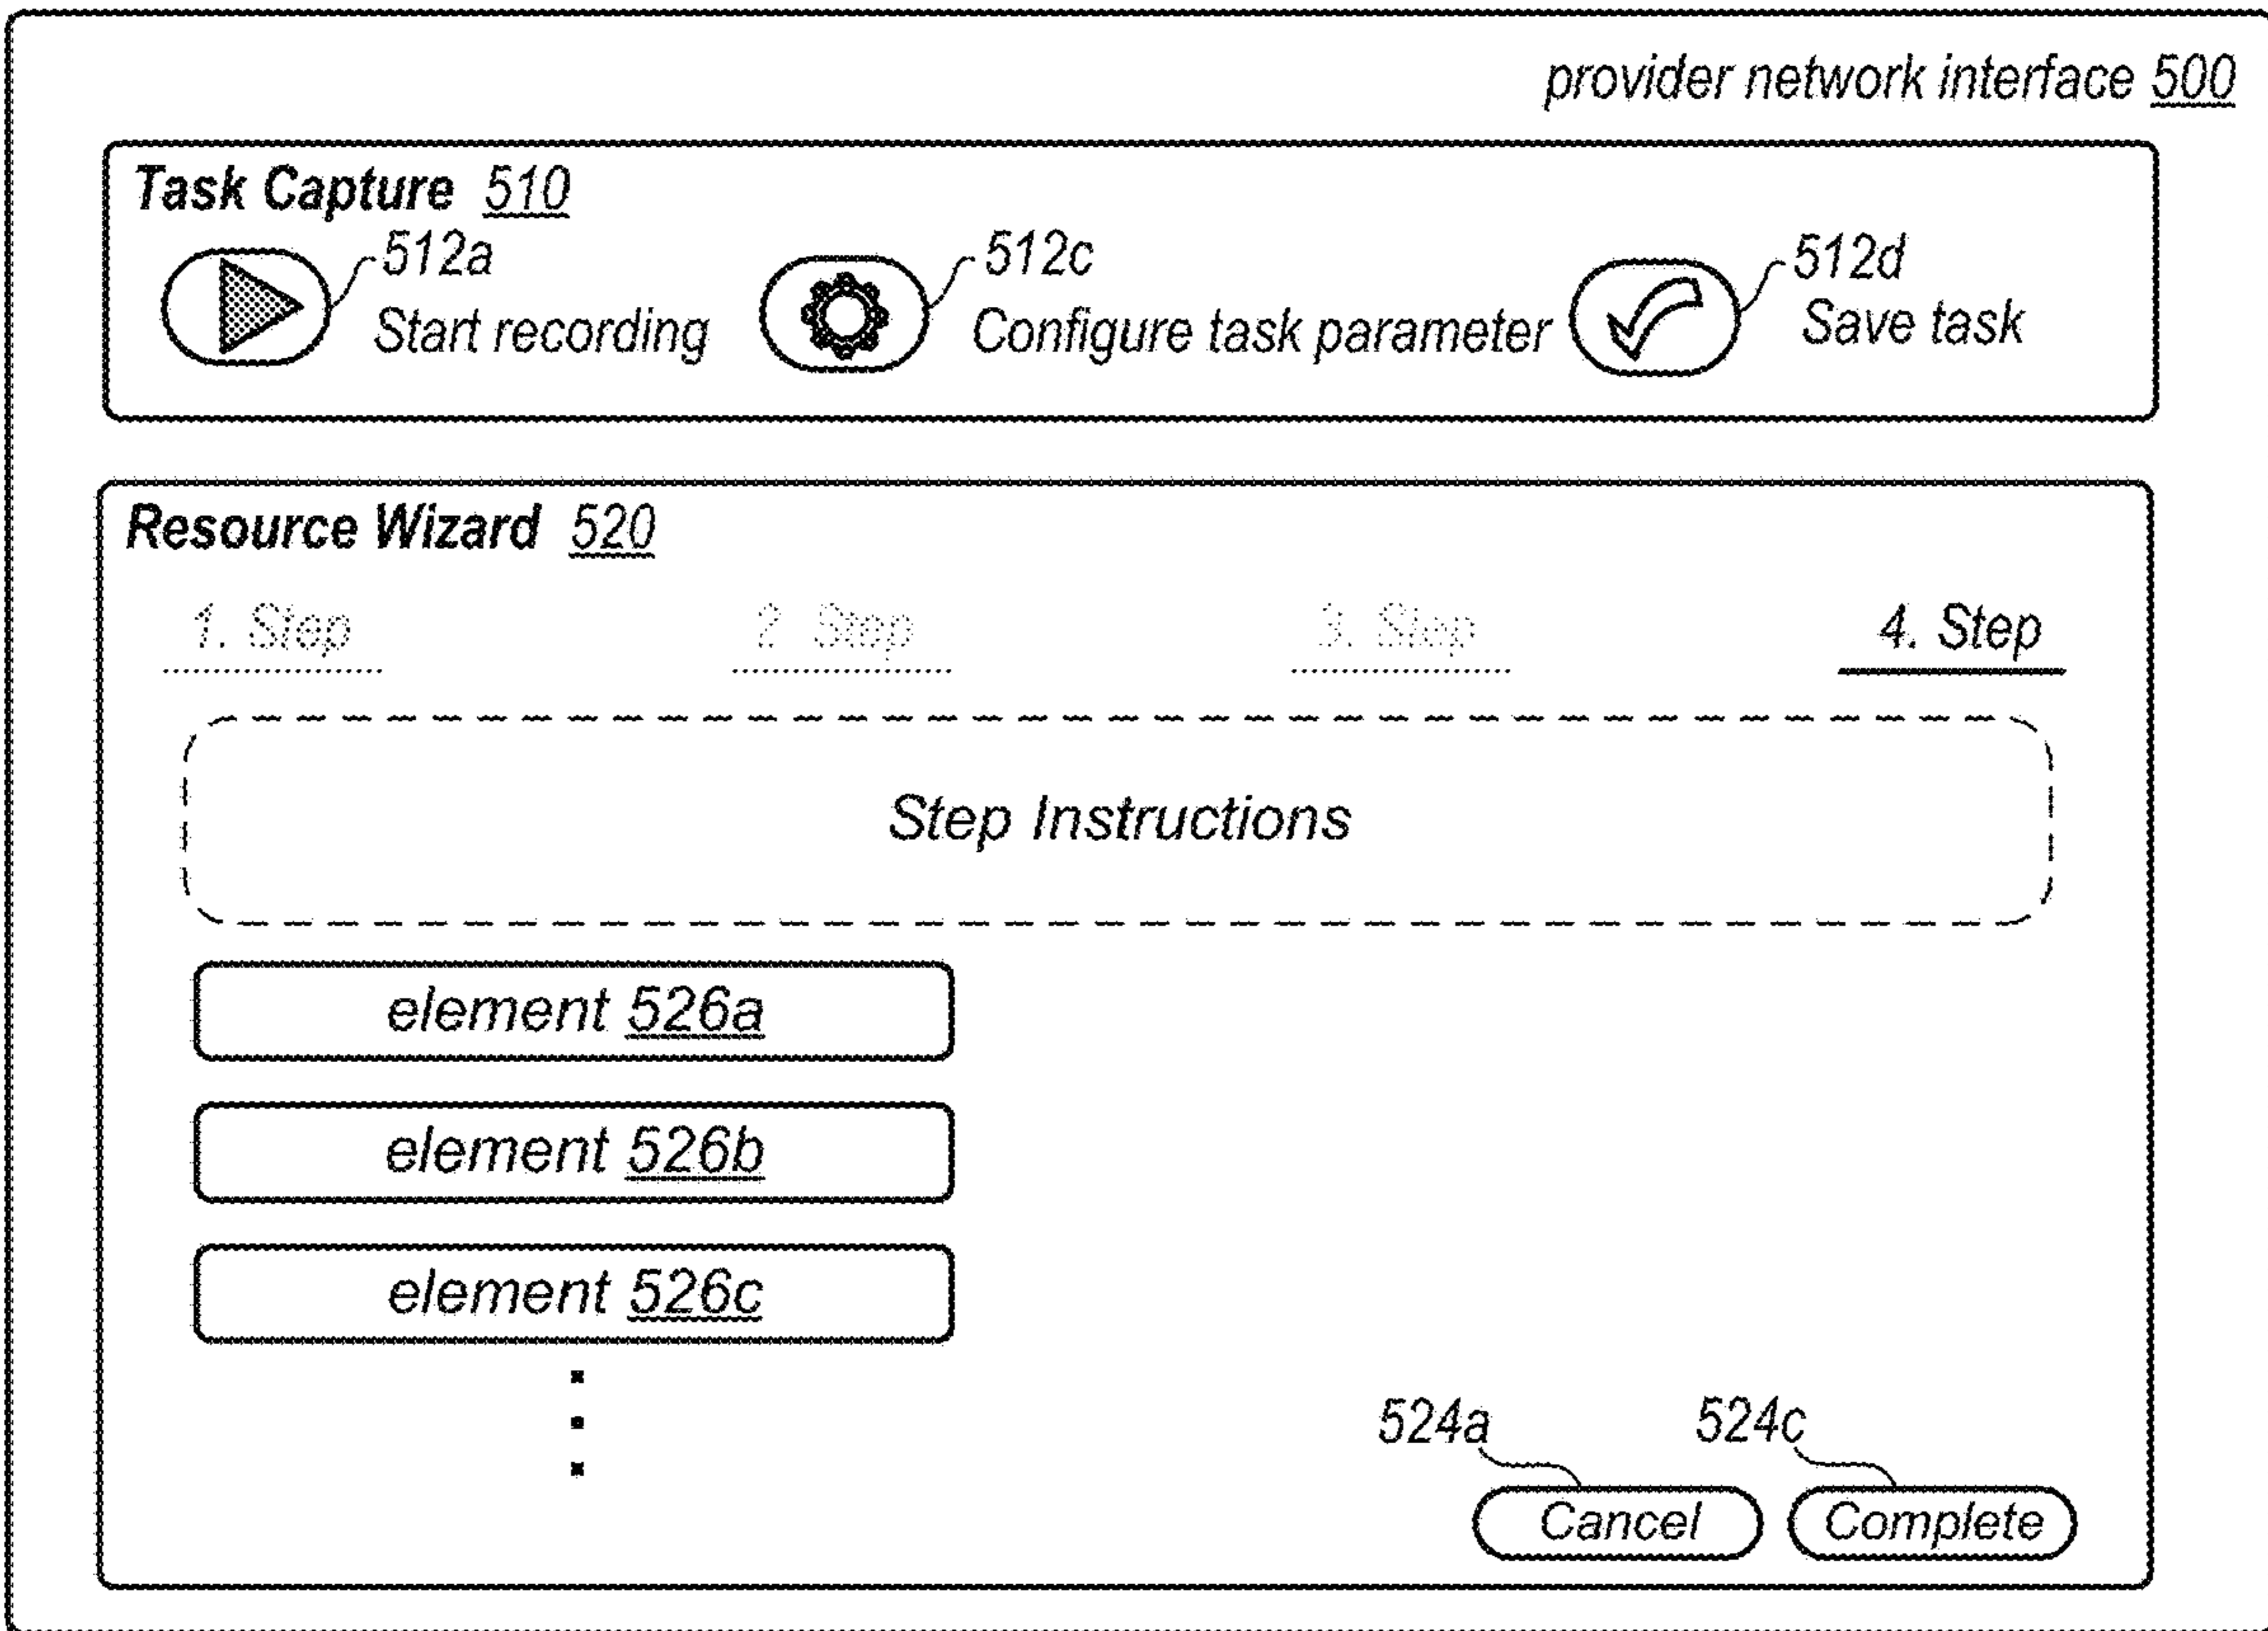 provider network interface 500
Task Capture 510
512a 512c 512d
Start recording Configure task parameter Save task
Resource Wizard 520
1. Step 2. Step 3. Step 4. Step
Step Instructions
element 526a
element 526b
element 526c
524a 524c
Cancel Complete